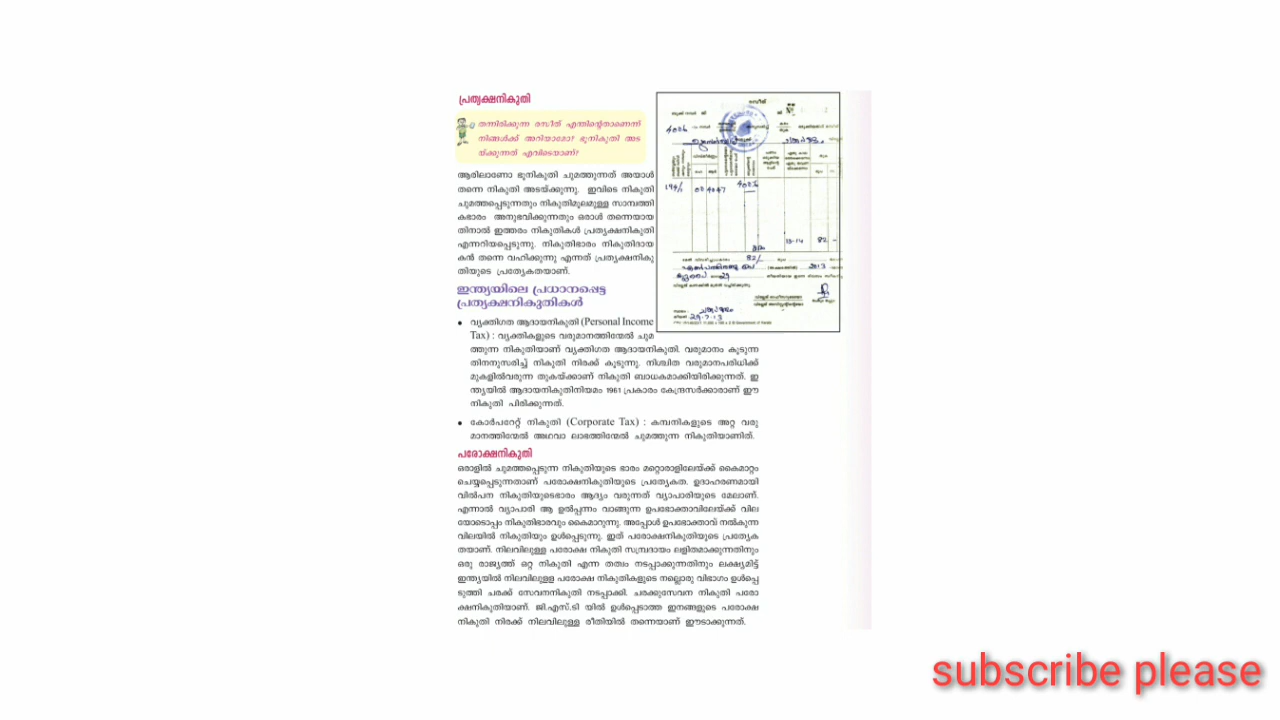 പ്രത്യക്ഷനികുതി
തന്നിരിക്കുന്ന രസീത് എന്തിന്റെതാണെന്ന്
നിങ്ങൾക്ക് അറിയാമോ? ഭൂനികുതി അട
യ്ക്കുന്നത് എവിടെയാണ്?
ആരിലാണോ ഭൂനികുതി ചുമത്തുന്നത് അയാൾ
തന്നെ നികുതി അടയ്ക്കുന്നു. ഇവിടെ നികുതി
ചുമത്തപ്പെടുന്നതും നികുതിമൂലമുള്ള സാമ്പത്തി
കഭാരം അനുഭവിക്കുന്നതും ഒരാൾ തന്നെയായ
തിനാൽ ഇത്തരം നികുതികൾ പ്രത്യക്ഷനികുതി
എന്നറിയപ്പെടുന്നു. നികുതിഭാരം നികുതിദായ
കൻ തന്നെ വഹിക്കുന്നു എന്നത് പ്രത്യക്ഷനികു
തിയുടെ പ്രത്യേകതയാണ്.
ഇന്ത്യയിലെ പ്രധാനപ്പെട്ട
പ്രത്യക്ഷനികുതികൾ
• വ്യക്തിഗത ആദായനികുതി (Personal Income
Tax) : വ്യക്തികളുടെ വരുമാനത്തിന്മേൽ ചുമ
ത്തുന്ന നികുതിയാണ് വ്യക്തിഗത ആദായനികുതി. വരുമാനം കൂടുന്ന
തിനനുസരിച്ച് നികുതി നിരക്ക് കൂടുന്നു. നിശ്ചിത വരുമാനപരിധിക്ക്
മുകളിൽവരുന്ന തുകയ്ക്കാണ് നികുതി ബാധകമാക്കിയിരിക്കുന്നത്. ഇ
ന്ത്യയിൽ ആദായനികുതിനിയമം 1961 പ്രകാരം കേന്ദ്രസർക്കാരാണ് ഈ
നികുതി പിരിക്കുന്നത്.
• കോർപറേറ്റ് നികുതി (Corporate Tax) : കമ്പനികളുടെ അറ്റ വരു
മാനത്തിന്മേൽ അഥവാ ലാഭത്തിന്മേൽ ചുമത്തുന്ന നികുതിയാണിത്.
പരോക്ഷനികുതി
ഒരാളിൽ ചുമത്തപ്പെടുന്ന നികുതിയുടെ ഭാരം മറ്റൊരാളിലേയ്ക്ക് കൈമാറ്റം
ചെയ്യപ്പെടുന്നതാണ് പരോക്ഷനികുതിയുടെ പ്രത്യേകത. ഉദാഹരണമായി
വിൽപന നികുതിയുടെഭാരം ആദ്യം വരുന്നത് വ്യാപാരിയുടെ മേലാണ്.
എന്നാൽ വ്യാപാരി ആ ഉൽപ്പന്നം വാങ്ങുന്ന ഉപഭോക്താവിലേയ്ക്ക് വില
യോടൊപ്പം നികുതിഭാരവും കൈമാറുന്നു. അപ്പോൾ ഉപഭോക്താവ് നൽകുന്ന
വിലയിൽ നികുതിയും ഉൾപ്പെടുന്നു. ഇത് പരോക്ഷനികുതിയുടെ പ്രത്യേക
തയാണ്. നിലവിലുള്ള പരോക്ഷ നികുതി സമ്പ്രദായം ലളിതമാക്കുന്നതിനും
ഒരു രാജ്യത്ത് ഒറ്റ നികുതി എന്ന തത്വം നടപ്പാക്കുന്നതിനും ലക്ഷ്യമിട്ട്
ഇന്ത്യയിൽ നിലവിലുള്ള പരോക്ഷ നികുതികളുടെ നല്ലൊരു വിഭാഗം ഉൾപ്പെ
ടുത്തി ചരക്ക് സേവനനികുതി നടപ്പാക്കി. ചരക്കുസേവന നികുതി പരോ
ക്ഷനികുതിയാണ്. ജി.എസ്.ടി യിൽ ഉൾപ്പെടാത്ത ഇനങ്ങളുടെ പരോക്ഷ
നികുതി നിരക്ക് നിലവിലുള്ള രീതിയിൽ തന്നെയാണ് ഈടാക്കുന്നത്.
രസീത്
4006
82/-
2013
subscribe please